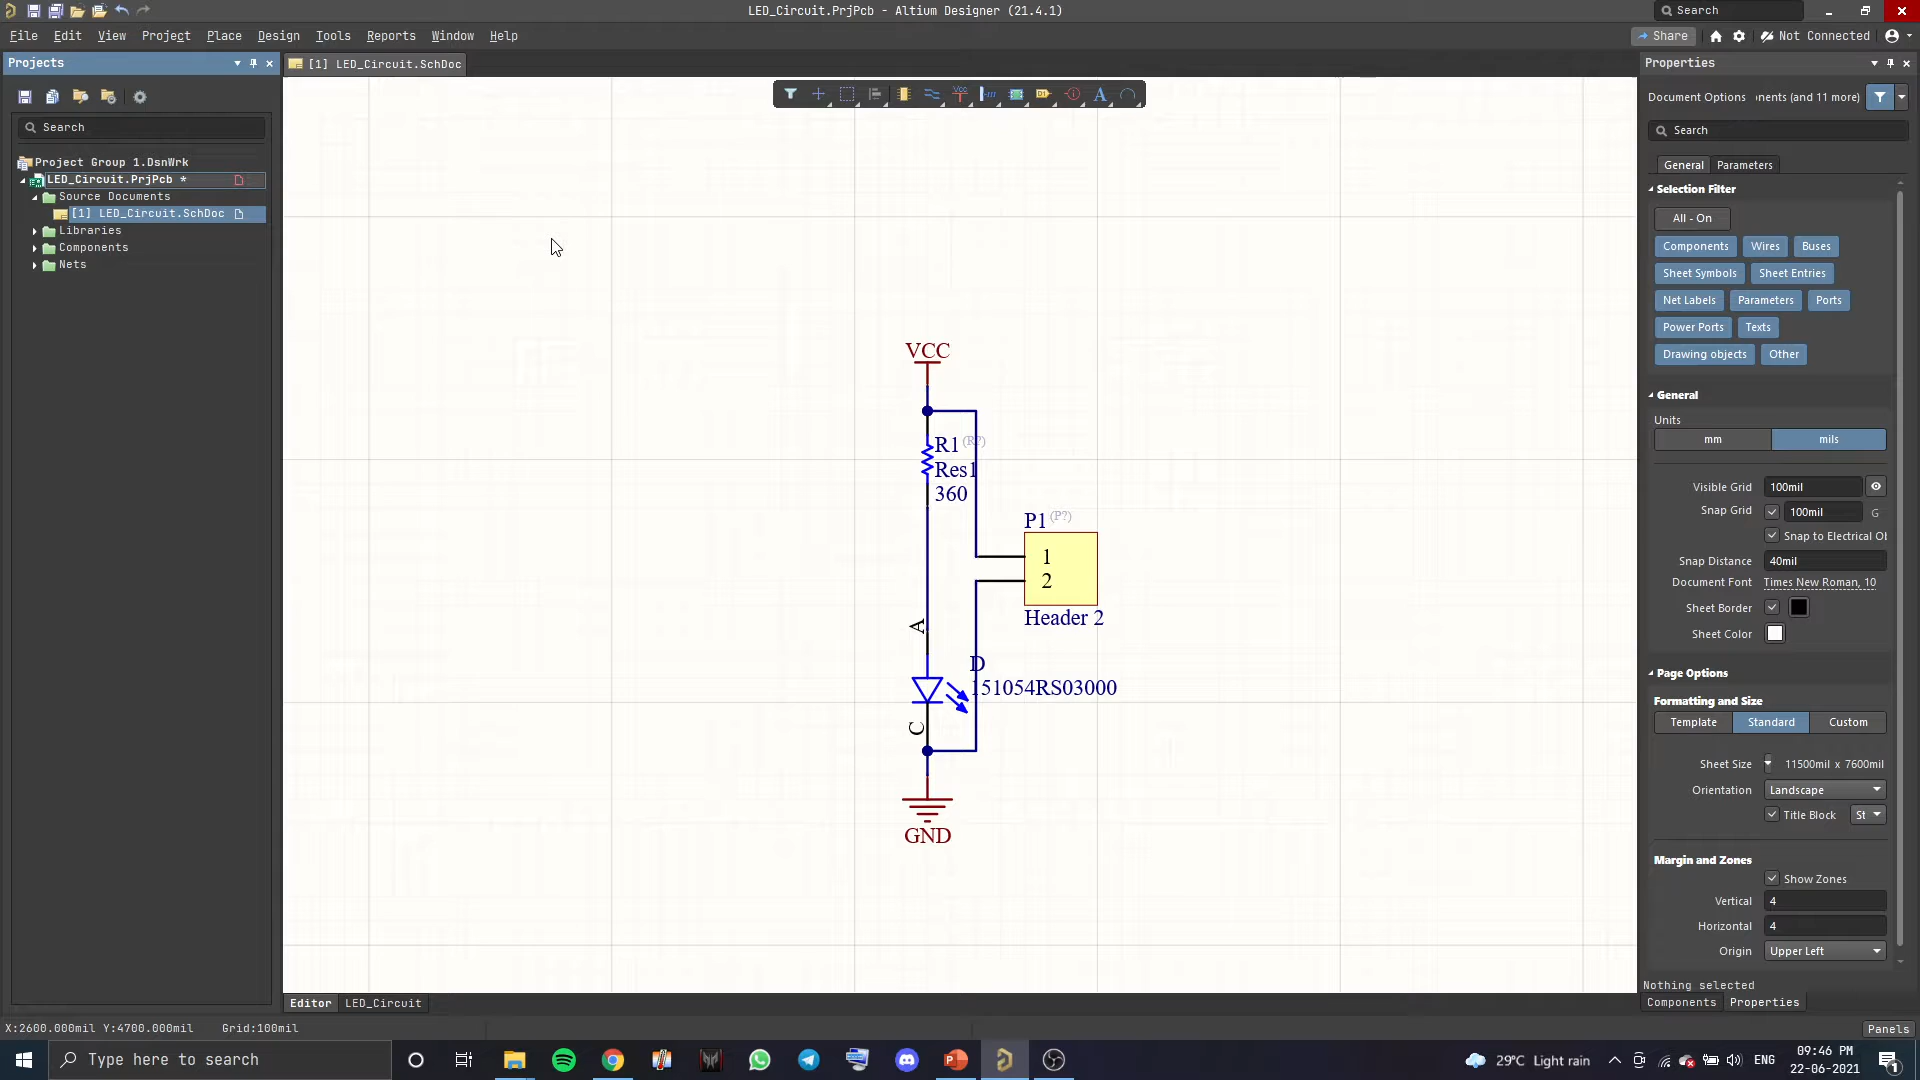 LED_Circuit.PrjPcb - Altium Designer (21.4.1)
Search
File Edit View Project Place Design Tools Reports Window Help
Share
Not Connected
Projects
[1] LED_Circuit.SchDoc
Properties
Document Options
nents (and 11 more)
Search
Search
General Parameters
Project Group 1.DsnWrk
LED_Circuit.PrjPcb *
Source Documents
[1] LED_Circuit.SchDoc
Libraries
Components
Nets
Selection Filter
All - On
Components Wires Buses
Sheet Symbols Sheet Entries
Net Labels Parameters Ports
Power Ports Texts
Drawing objects Other
VCC
R1 (R?)
Res1
360
P1 (P?)
1
2
Header 2
A
D
151054RS03000
C
GND
General
Units
mm mils
Visible Grid 100mil
Snap Grid 100mil G
Snap to Electrical Ob
Snap Distance 40mil
Document Font Times New Roman, 10
Sheet Border
Sheet Color
Page Options
Formatting and Size
Template Standard Custom
Sheet Size 11500mil x 7600mil
Orientation Landscape
Title Block St
Margin and Zones
Show Zones
Vertical 4
Horizontal 4
Origin Upper Left
Nothing selected
Components Properties
Editor LED_Circuit
X:2600.000mil Y:4700.000mil Grid:100mil
Panels
Type here to search
29°C Light rain
ENG
09:46 PM
22-06-2021
1